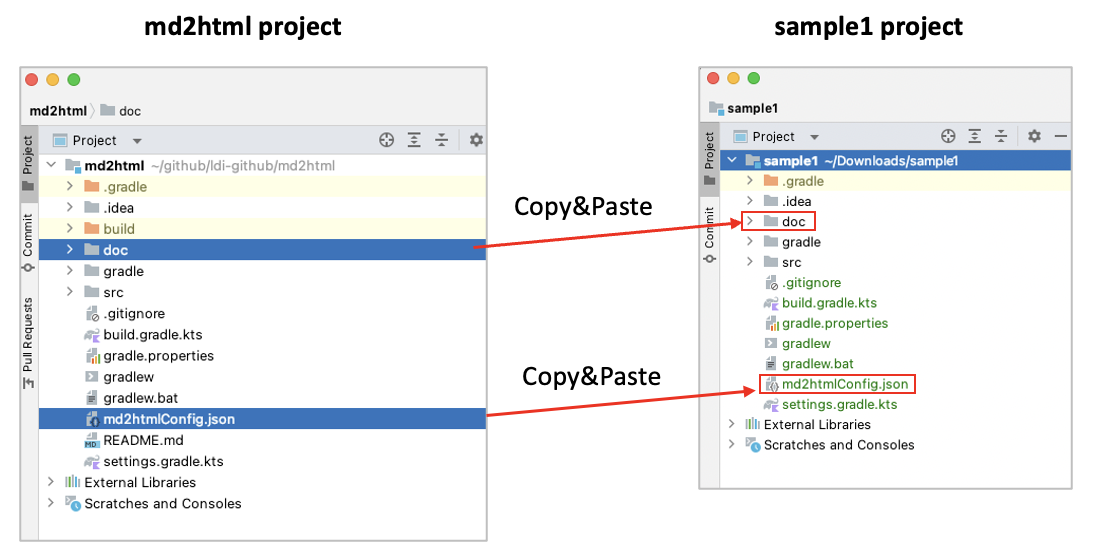 md2html project
md2html doc
Project
Project
Commit
Pull Requests
md2html ~/github/ldi-github/md2html
.gradle
.idea
build
doc
gradle
src
.gitignore
build.gradle.kts
gradle.properties
gradlew
gradlew.bat
md2htmlConfig.json
README.md
settings.gradle.kts
External Libraries
Scratches and Consoles
Copy&Paste
Copy&Paste
sample1 project
sample1
Project
Project
Commit
sample1 ~/Downloads/sample1
.gradle
.idea
doc
gradle
src
.gitignore
build.gradle.kts
gradle.properties
gradlew
gradlew.bat
md2htmlConfig.json
settings.gradle.kts
External Libraries
Scratches and Consoles